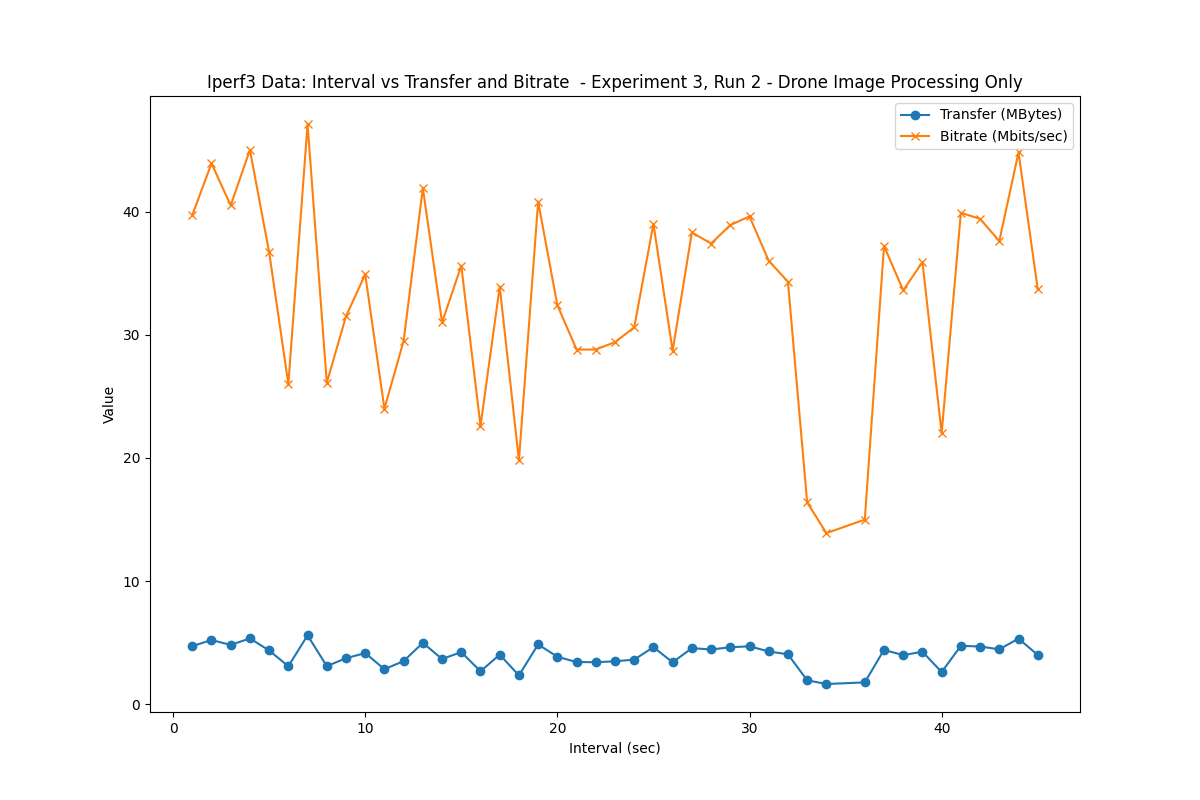 Iperf3 Data: Interval vs Transfer and Bitrate  - Experiment 3, Run 2 - Drone Image Processing Only
Transfer (MBytes)
Bitrate (Mbits/sec)
Value
40
30
20
10
0
0 10 20 30 40
Interval (sec)